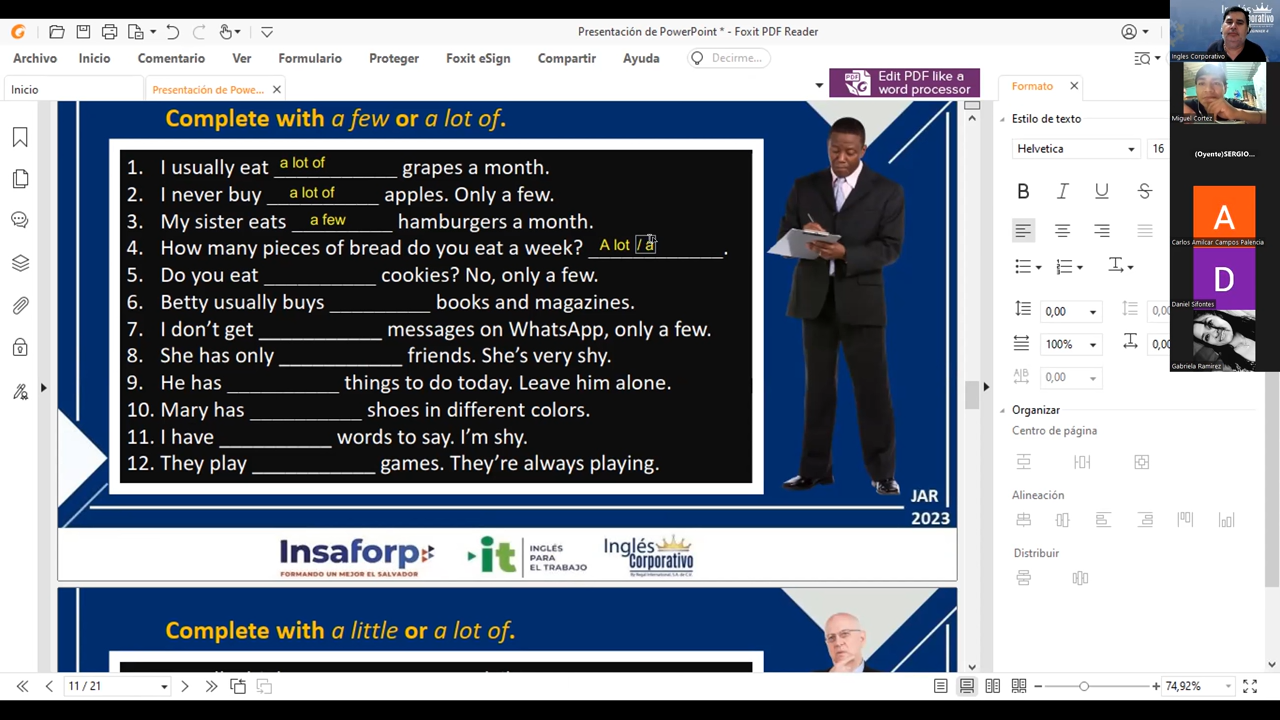 Presentación de PowerPoint * - Foxit PDF Reader
Archivo Inicio Comentario Ver Formulario Proteger Foxit eSign Compartir Ayuda Decirme...
Inicio Presentación de Powe...
Edit PDF like a word processor
Complete with a few or a lot of.
1. I usually eat a lot of ____________ grapes a month.
2. I never buy a lot of ____________ apples. Only a few.
3. My sister eats a few ___________ hamburgers a month.
4. How many pieces of bread do you eat a week? A lot / a ______________.
5. Do you eat ____________ cookies? No, only a few.
6. Betty usually buys ___________ books and magazines.
7. I don't get _____________ messages on WhatsApp, only a few.
8. She has only _____________ friends. She's very shy.
9. He has ____________ things to do today. Leave him alone.
10. Mary has ____________ shoes in different colors.
11. I have ____________ words to say. I'm shy.
12. They play _____________ games. They're always playing.
JAR
2023
Insaforp
FORMANDO UN MEJOR EL SALVADOR
it
INGLÉS
PARA
EL TRABAJO
Inglés
Corporativo
Complete with a little or a lot of.
11 / 21
74,92%
Formato
Estilo de texto
Helvetica 16
0,00
100%
0,00
Organizar
Centro de página
Alineación
Distribuir
Inglés Corporativo
Ingles Corporativo
Miguel Cortez
(Oyente)SERGIO...
A
Carlos Amilcar Campos Palencia
D
Daniel Sifontes
Gabriela Ramirez